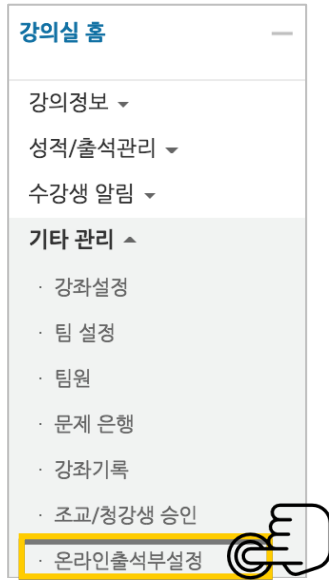 강의실 홈
강의정보
성적/출석관리
수강생 알림
기타 관리
· 강좌설정
· 팀 설정
· 팀원
· 문제 은행
· 강좌기록
· 조교/청강생 승인
· 온라인출석부설정